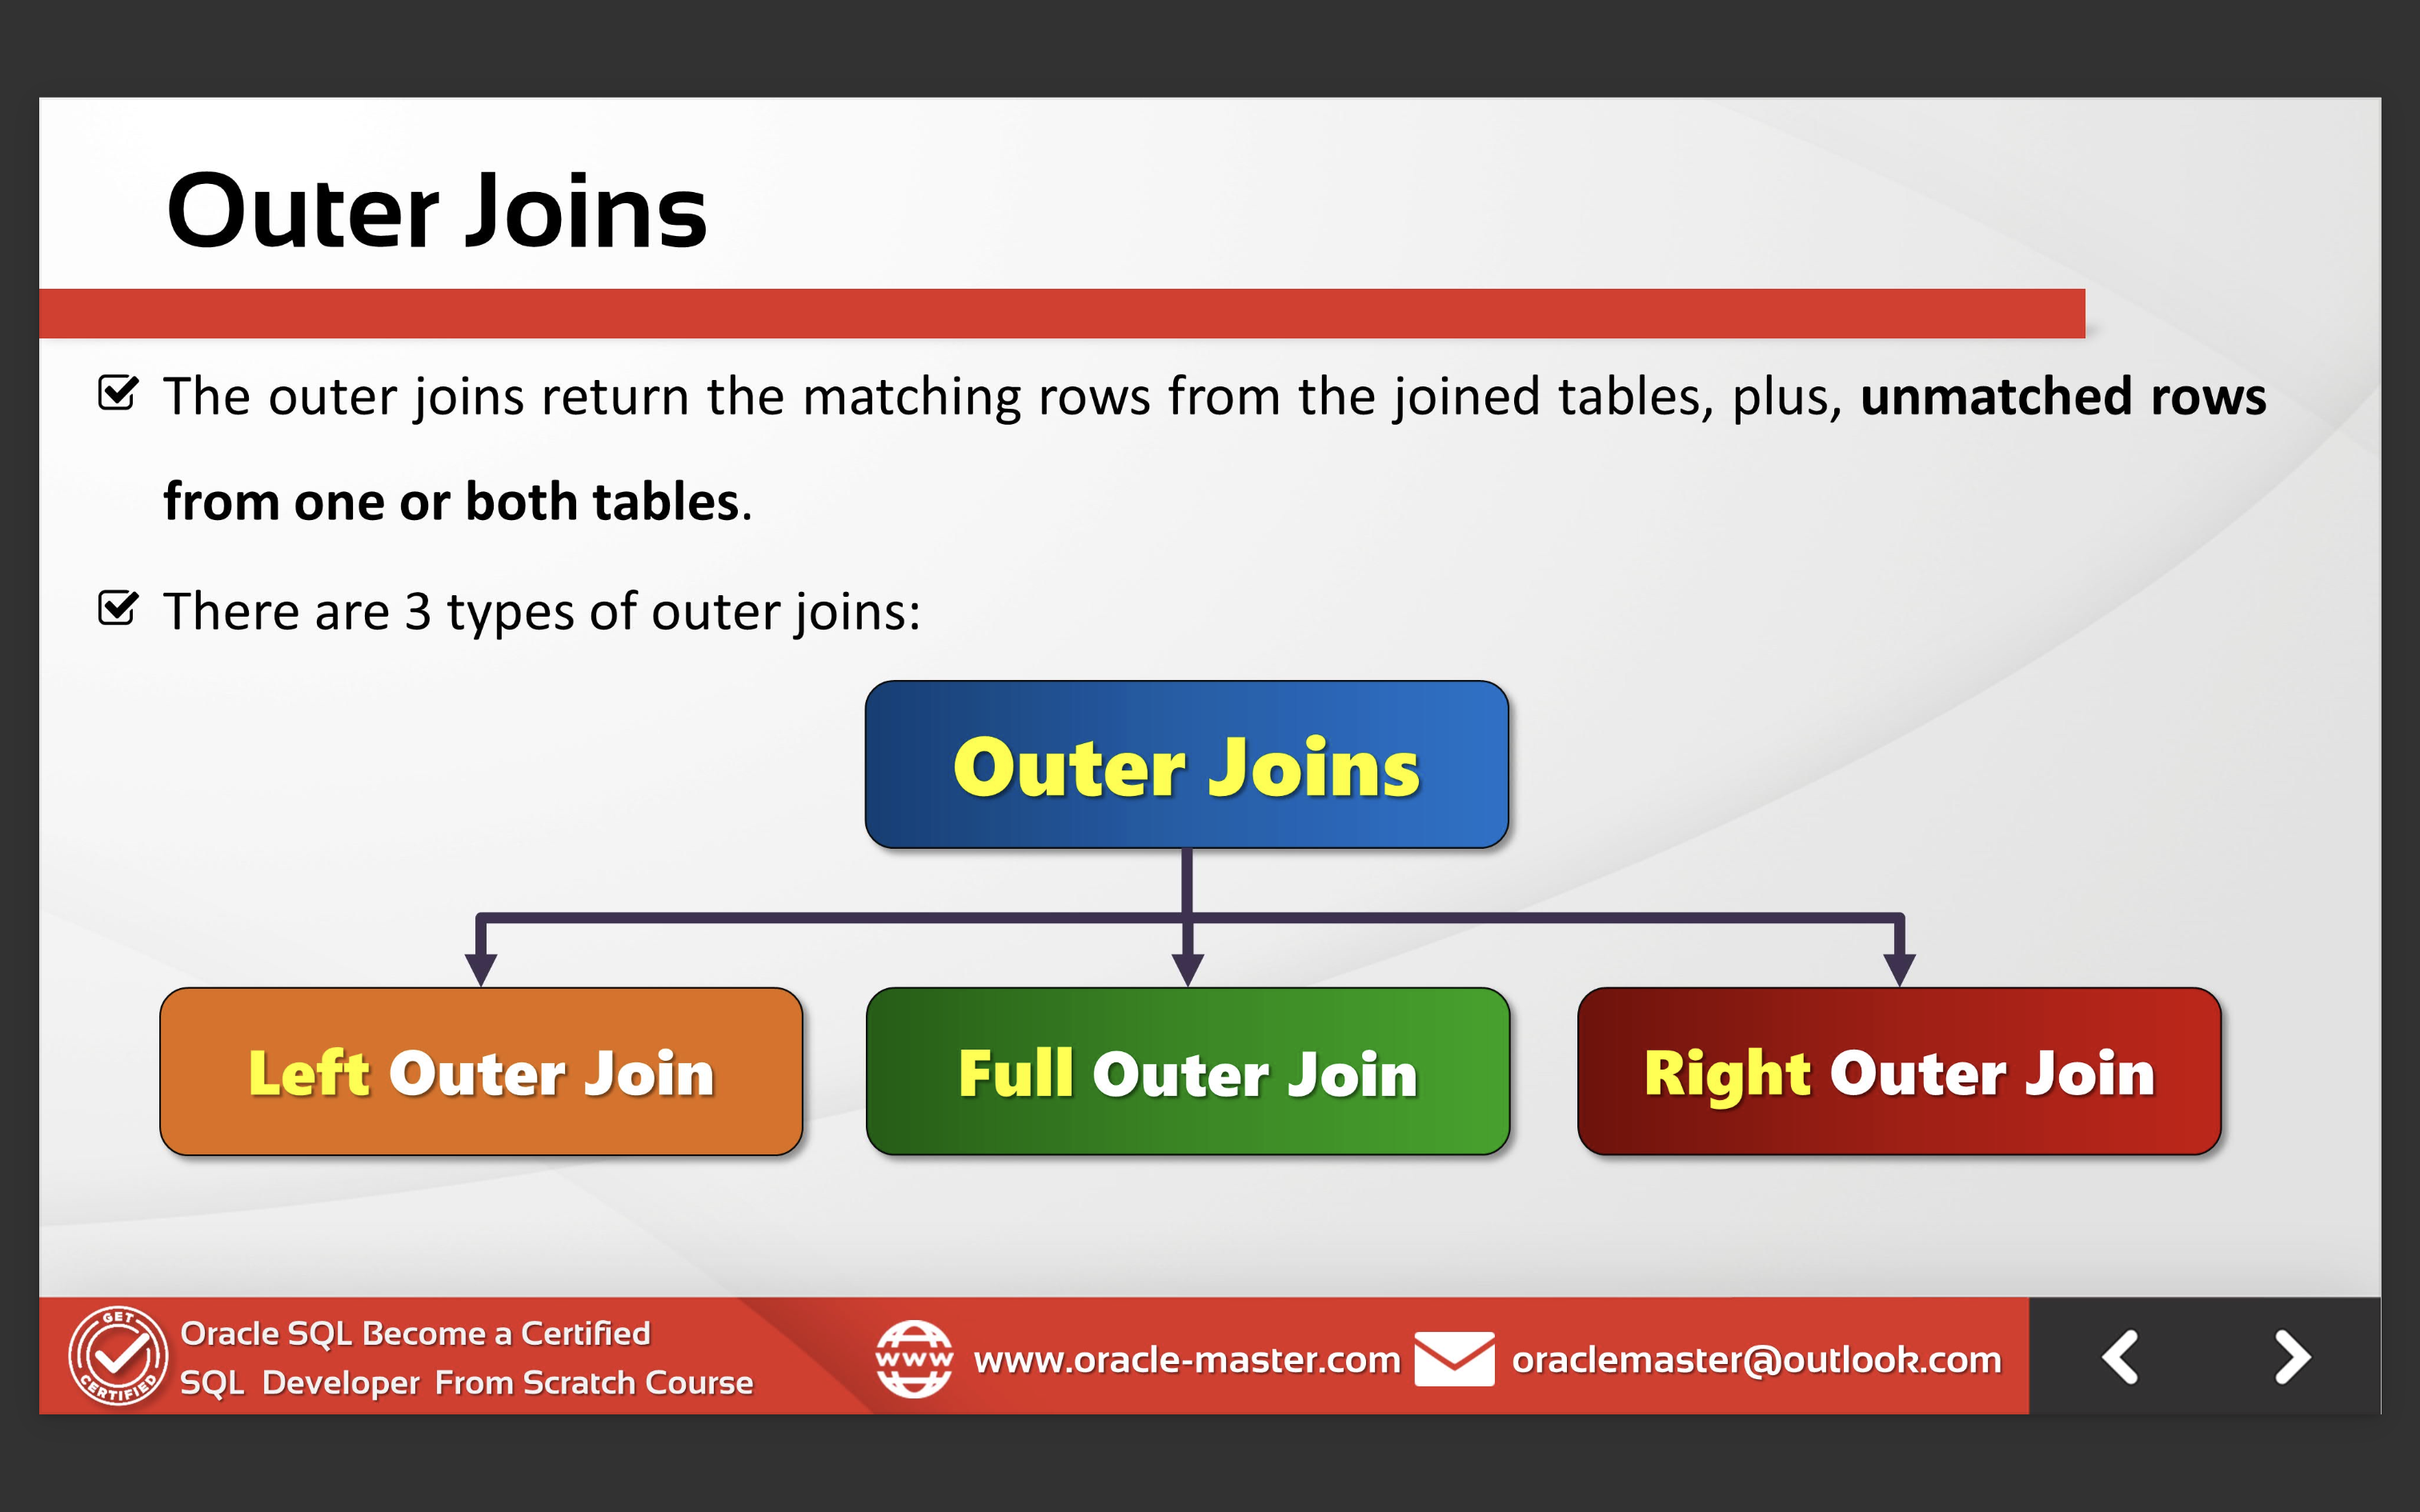 Outer Joins
The outer joins return the matching rows from the joined tables, plus, unmatched rows
from one or both tables.
There are 3 types of outer joins:
Outer Joins
Left Outer Join
Full Outer Join
Right Outer Join
GET
CERTIFIED
Oracle SQL Become a Certified
SQL Developer From Scratch Course
www
www.oracle-master.com
oraclemaster@outlook.com